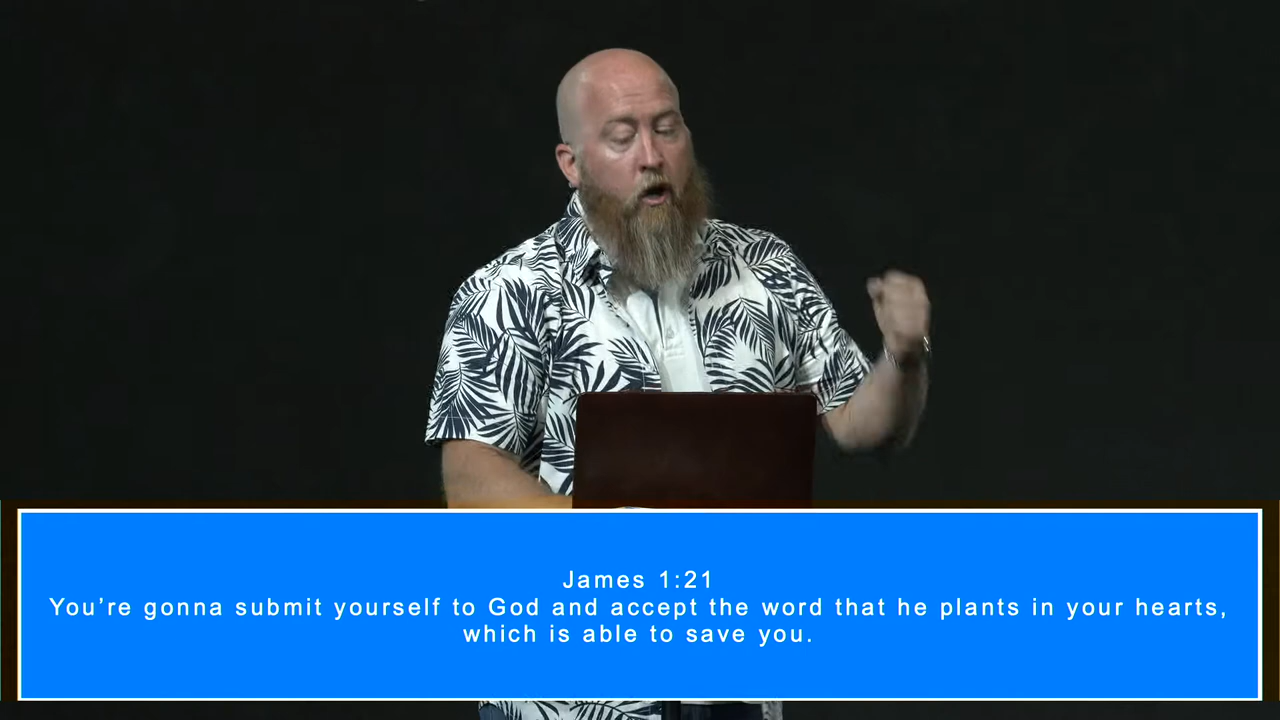 James 1:21
You’re gonna submit yourself to God and accept the word that he plants in your hearts,
which is able to save you.